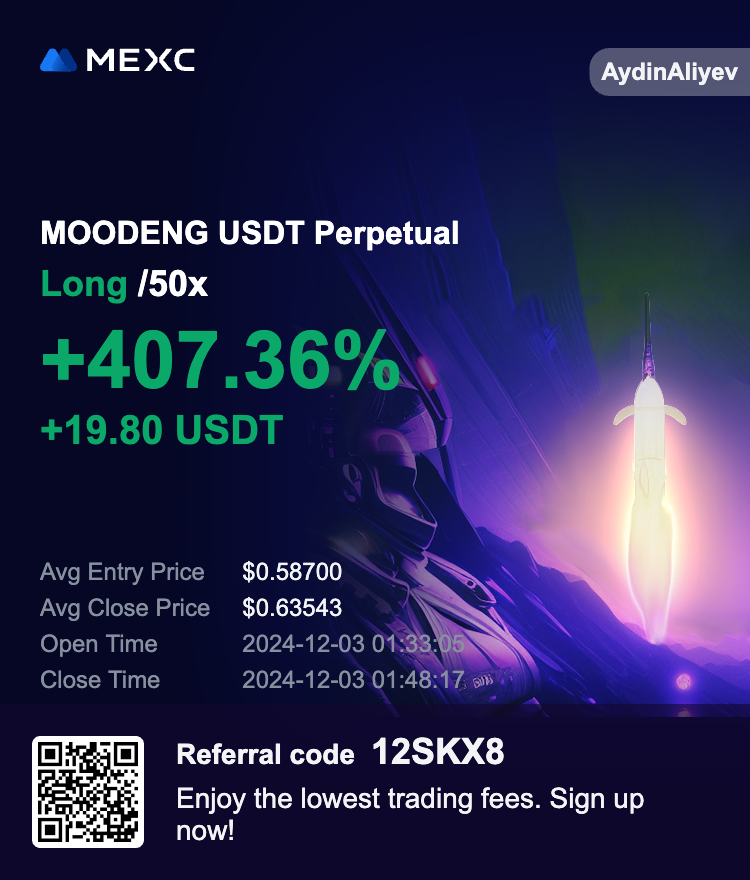 MEXC
AydinAliyev
MOODENG USDT Perpetual
Long /50x
+407.36%
+19.80 USDT
Avg Entry Price $0.58700
Avg Close Price $0.63543
Open Time 2024-12-03 01:33:05
Close Time 2024-12-03 01:48:17
Referral code 12SKX8
Enjoy the lowest trading fees. Sign up
now!